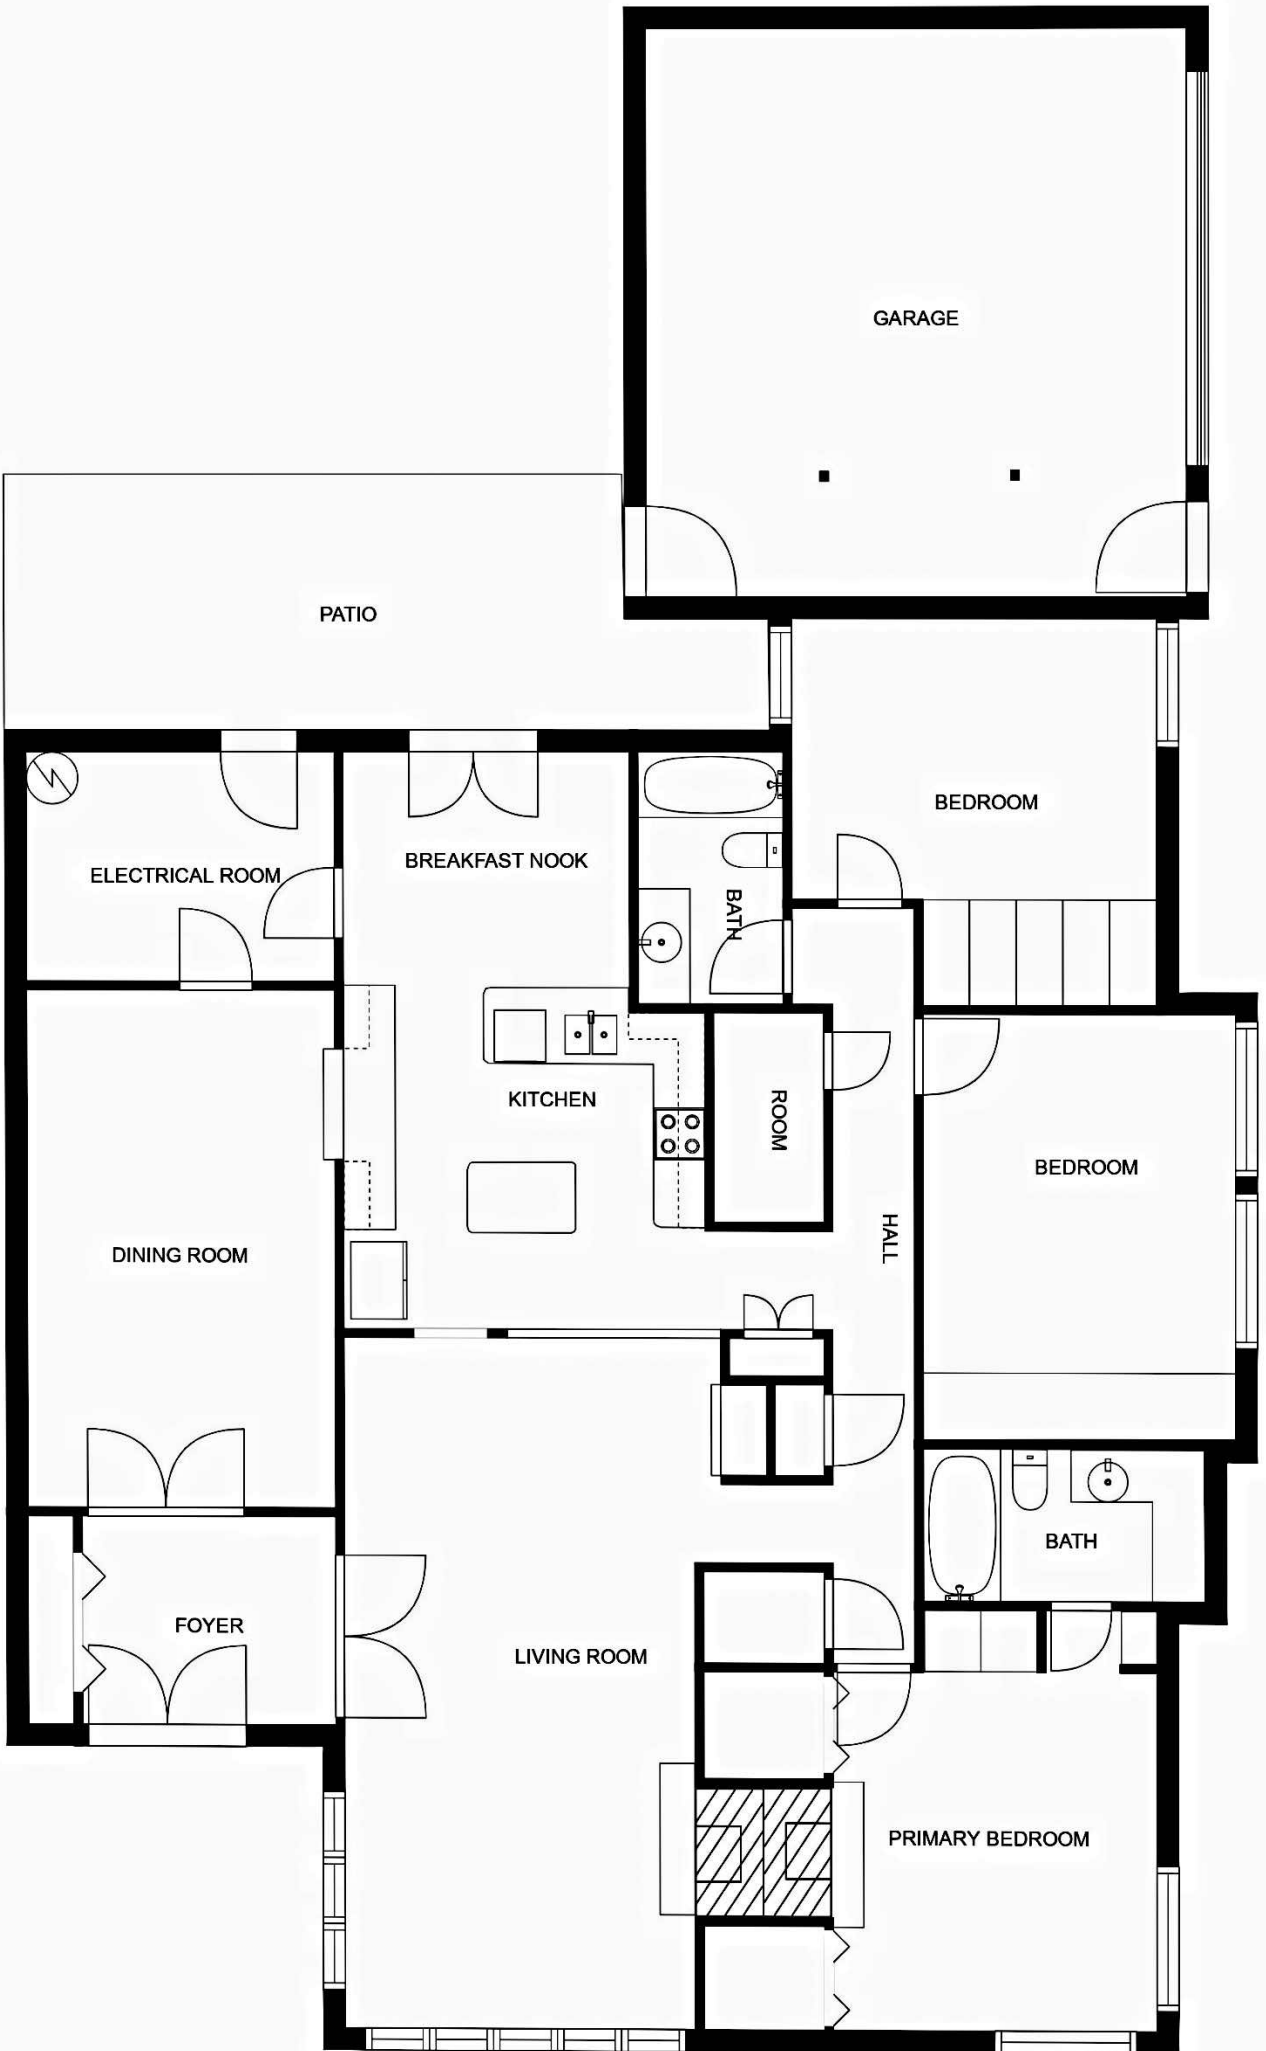 GARAGE
PATIO
BEDROOM
BREAKFAST NOOK
ELECTRICAL ROOM
BATH
KITCHEN
ROOM
BEDROOM
HALL
DINING ROOM
BATH
FOYER
LIVING ROOM
PRIMARY BEDROOM